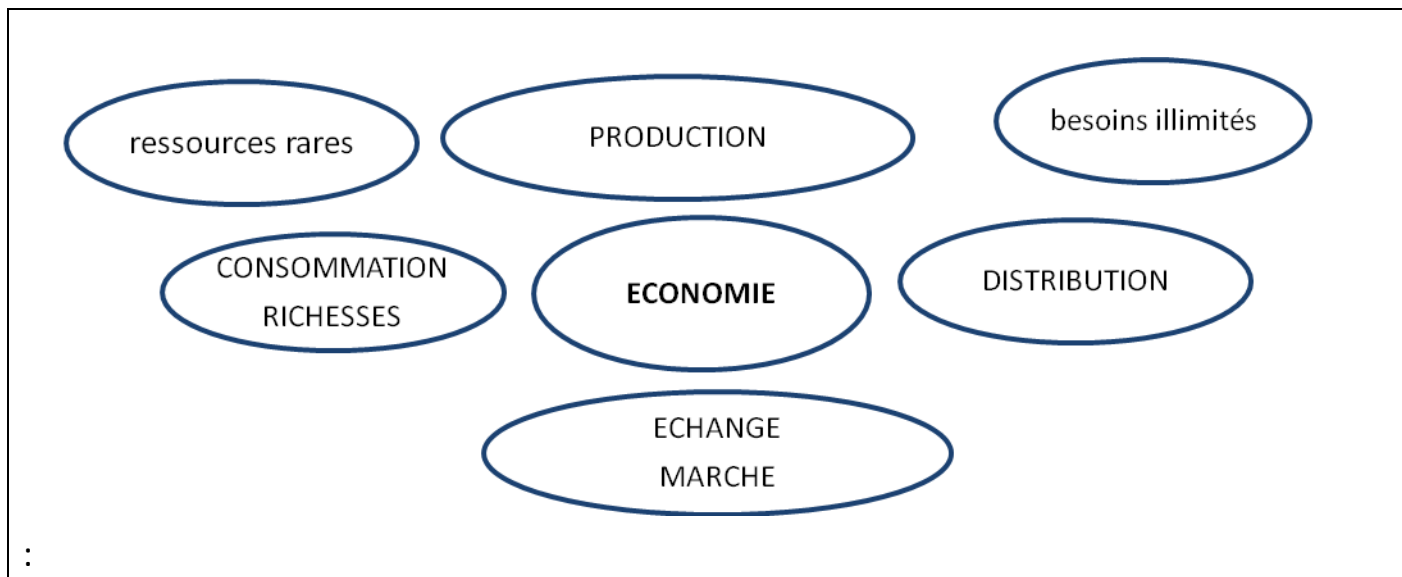 ressources rares
PRODUCTION
besoins illimités
CONSOMMATION
RICHESSES
ECONOMIE
DISTRIBUTION
ECHANGE
MARCHE
: